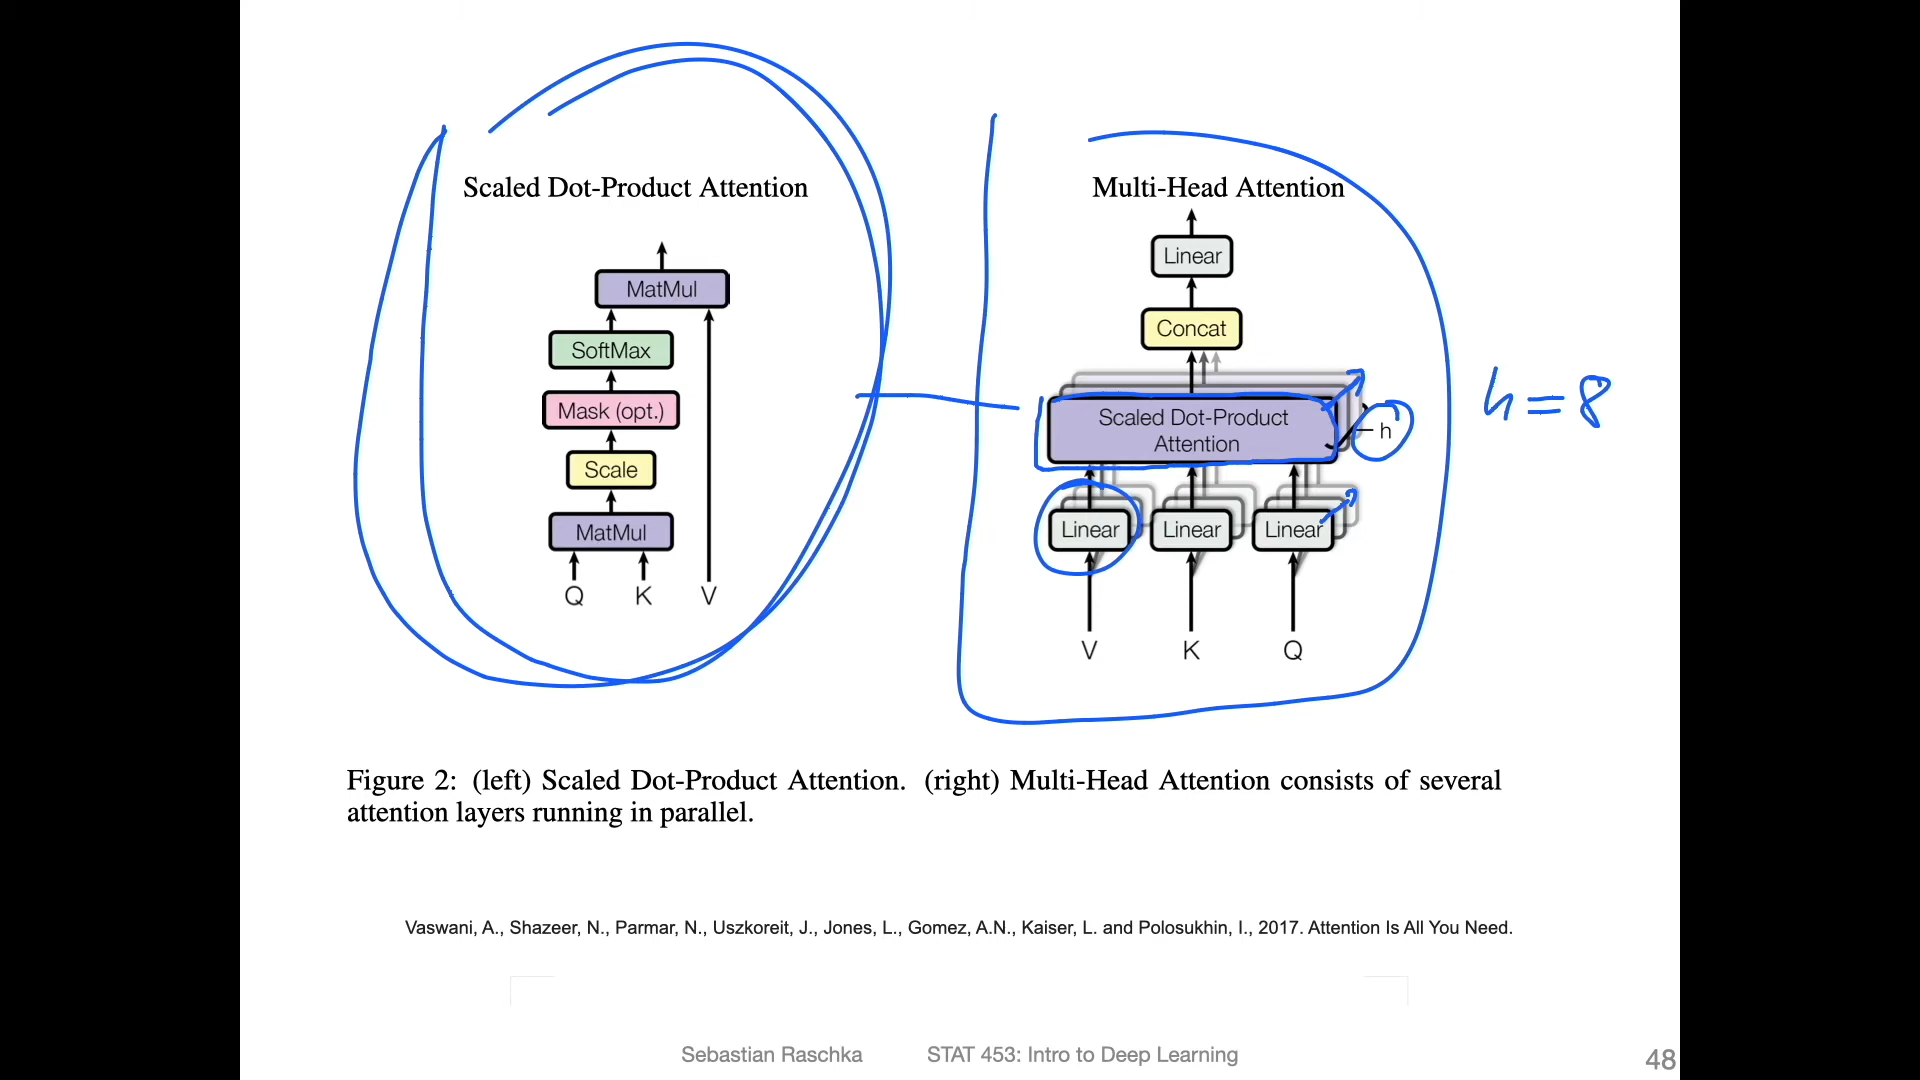 Scaled Dot-Product Attention
MatMul
SoftMax
Mask (opt.)
Scale
MatMul
Q K V
Multi-Head Attention
Linear
Concat
Scaled Dot-Product
Attention
h
h=8
Linear Linear Linear
V K Q
Figure 2: (left) Scaled Dot-Product Attention. (right) Multi-Head Attention consists of several
attention layers running in parallel.
Vaswani, A., Shazeer, N., Parmar, N., Uszkoreit, J., Jones, L., Gomez, A.N., Kaiser, L. and Polosukhin, I., 2017. Attention Is All You Need.
Sebastian Raschka STAT 453: Intro to Deep Learning 48